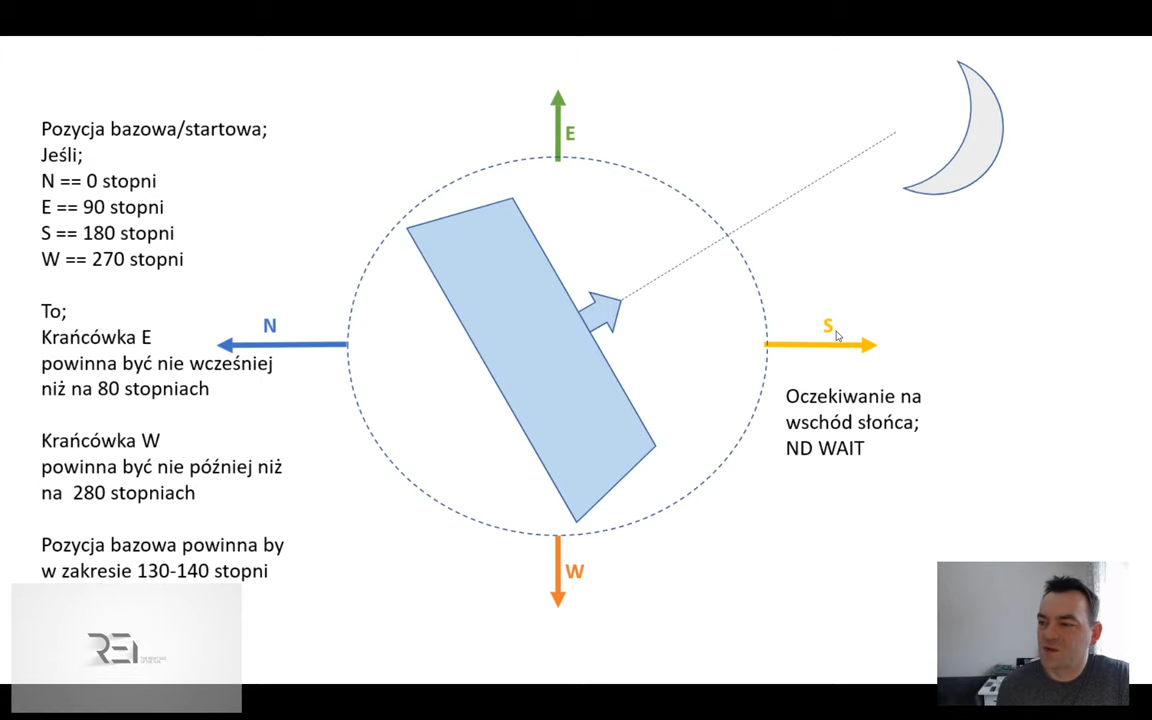 Pozycja bazowa/startowa;
Jeśli;
N == 0 stopni
E == 90 stopni
S == 180 stopni
W == 270 stopni
To;
Krańcówka E
powinna być nie wcześniej
niż na 80 stopniach
Krańcówka W
powinna być nie później niż
na 280 stopniach
Pozycja bazowa powinna by
w zakresie 130-140 stopni
E
N
S
W
Oczekiwanie na
wschód słońca;
ND WAIT
REI